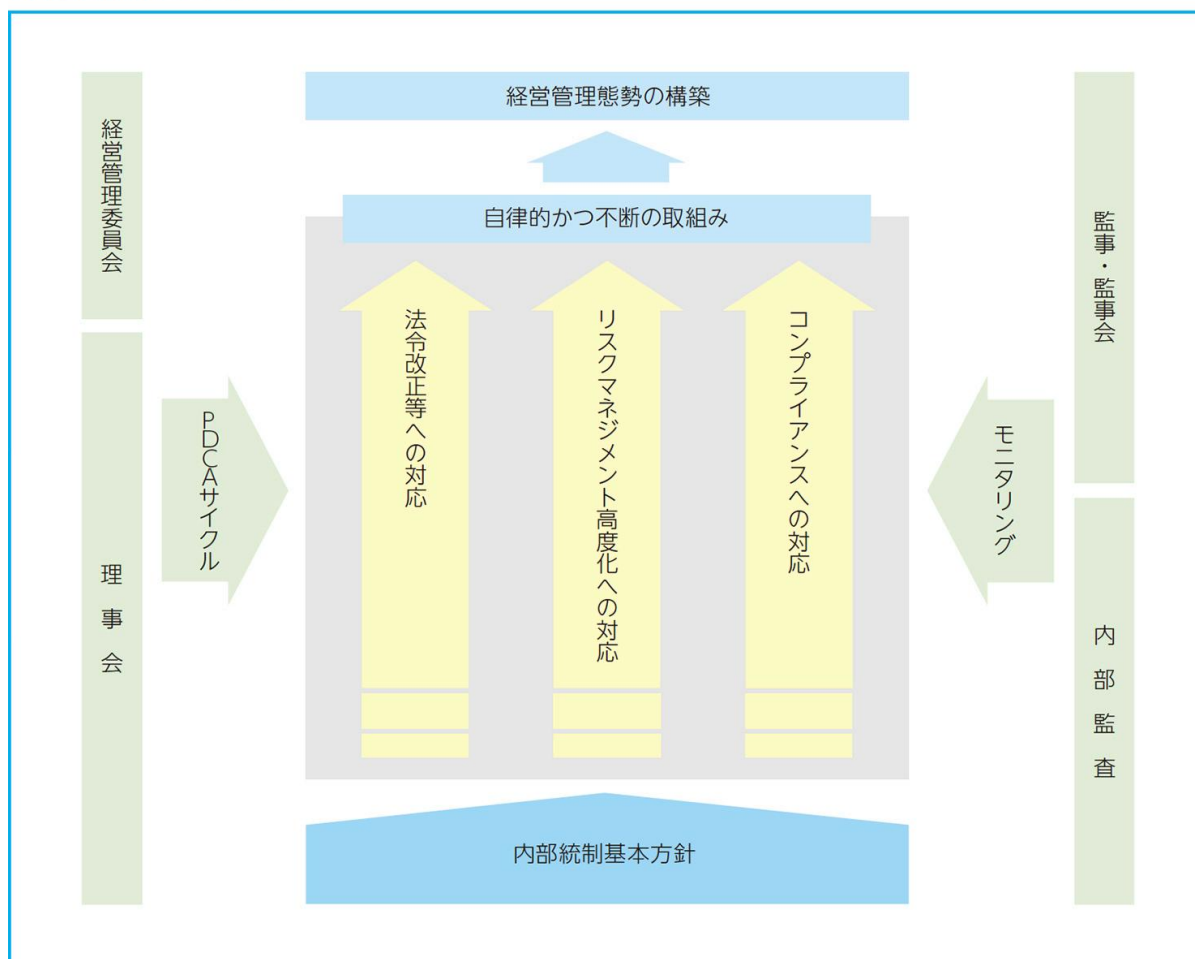 経営管理委員会
理事会
PDCAサイクル
経営管理態勢の構築
自律的かつ不断の取組み
法令改正等への対応
リスクマネジメント高度化への対応
コンプライアンスへの対応
内部統制基本方針
モニタリング
監事・監事会
内部監査